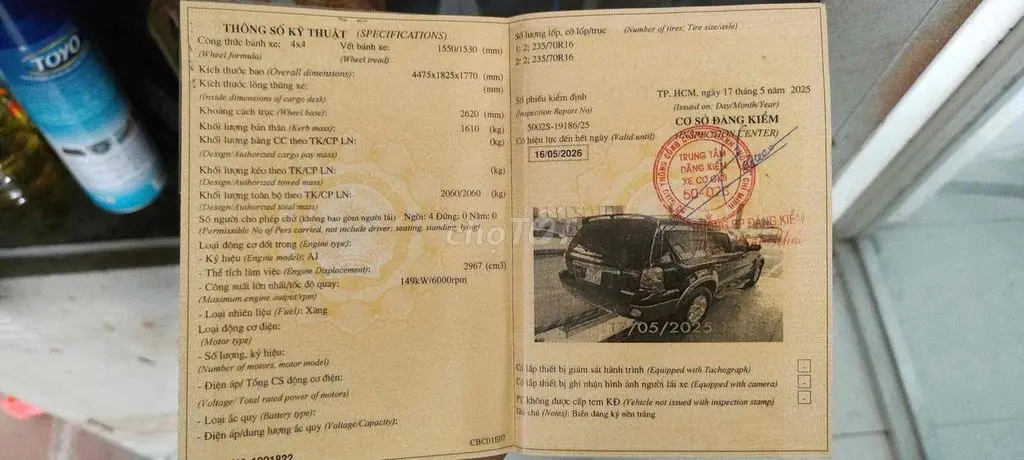 TOYO
THÔNG SỐ KỸ THUẬT (SPECIFICATIONS)
Công thức bánh xe: 4x4 Vết bánh xe: 1550/1530 (mm)
(Wheel formula) (Wheel tread)
Kích thước bao (Overall dimensions): 4475x1825x1770 (mm)
Kích thước lòng thùng xe: (mm)
(Inside dimensions of cargo desk)
Khoảng cách trục (Wheel base): 2620 (mm)
Khối lượng bản thân (Kerb mass): 1610 (kg)
Khối lượng hàng CC theo TK/CP LN: (kg)
(Design/Authorized cargo pay mass)
Khối lượng kéo theo TK/CP LN: (kg)
(Design/Authorized towed mass)
Khối lượng toàn bộ theo TK/CP LN: 2060/2060 (kg)
(Design/Authorized total mass)
Số người cho phép chở (không bao gồm người lái) Ngồi: 4 Đứng: 0 Nằm: 0
(Permissible No of Pers carried, not include driver: seating, standing, lying)
Loại động cơ đốt trong (Engine type):
- Ký hiệu (Engine model): AJ
- Thể tích làm việc (Engine Displacement): 2967 (cm3)
- Công suất lớn nhất/tốc độ quay: 149kW/6000rpm
(Maximum engine output/rpm)
- Loại nhiên liệu (Fuel): Xăng
Loại động cơ điện:
(Motor type)
- Số lượng, ký hiệu:
(Number of motors, motor model)
- Điện áp/ Tổng CS động cơ điện:
(Voltage/ Total rated power of motors)
- Loại ắc quy (Battery type):
- Điện áp/dung lượng ắc quy (Voltage/Capacity):
CBC01E07
Số lượng lốp, cỡ lốp/trục (Number of tires; Tire size/axle)
1: 2; 235/70R16
2: 2; 235/70R16
Số phiếu kiểm định
(Inspection Report No)
5002S-19186/25
Có hiệu lực đến hết ngày (Valid until)
16/05/2026
TP. HCM, ngày 17 tháng 5 năm 2025
(Issued on: Day/Month/Year)
CƠ SỞ ĐĂNG KIỂM
(INSPECTION CENTER)
TRUNG TÂM
ĐĂNG KIỂM
XE CƠ GIỚI
50-02S
ĐĂNG KIỂM
Chợ Tốt
17/05/2025
Có lắp thiết bị giám sát hành trình (Equipped with Tachograph) -
Có lắp thiết bị ghi nhận hình ảnh người lái xe (Equipped with camera) -
PT không được cấp tem KĐ (Vehicle not issued with inspection stamp) -
Ghi chú (Notes): Biển đăng ký nền trắng